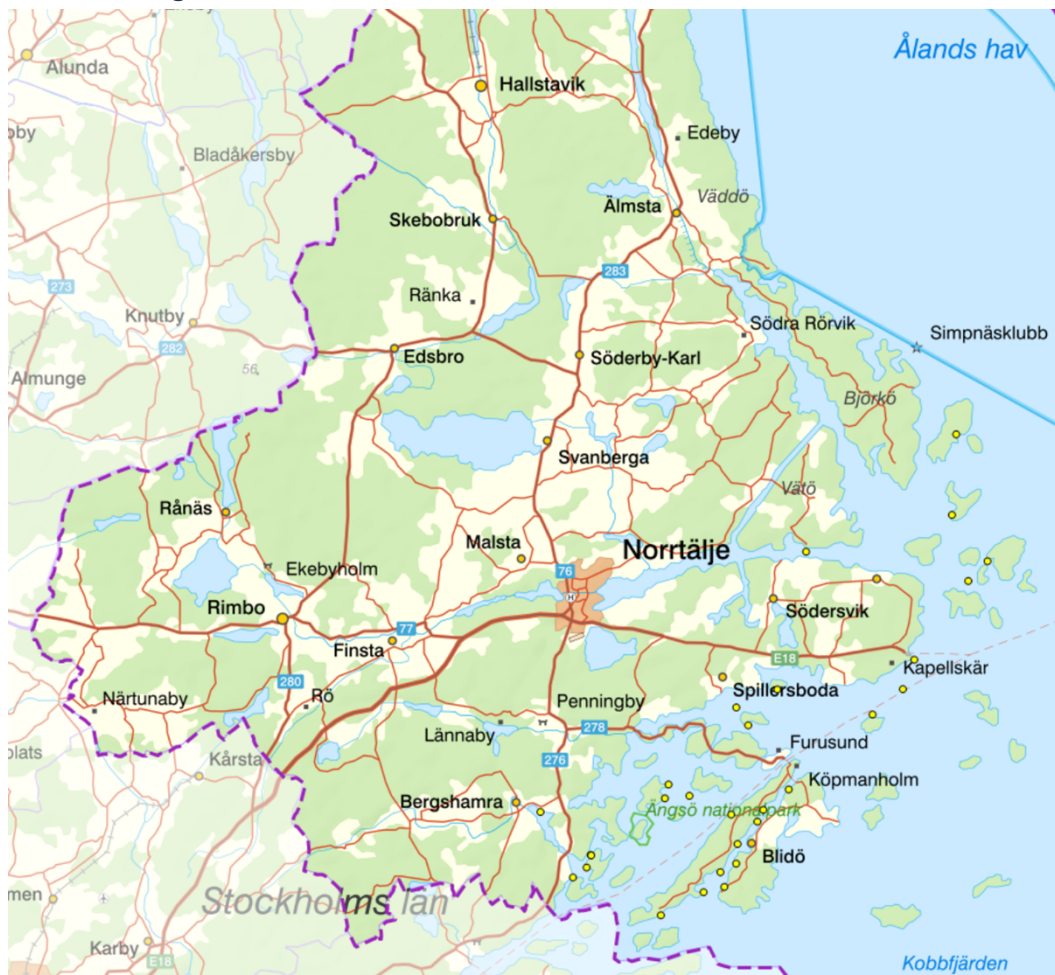 Ålands hav
Alunda
Hallstavik
Edeby
Bladåkersby
Väddö
Älmsta
Skebobruk
283
273
Ränka
Knutby
Södra Rörvik
Simpnäsklubb
282
Edsbro
Söderby-Karl
56
Almunge
Björkö
Svanberga
Vätö
Rånäs
Malsta
Norrtälje
Ekebyholm
76
H
Rimbo
Södersvik
77
Finsta
E18
Kapellskär
280
Spillersboda
Närtunaby
Rö
Penningby
Lännaby
278
Furusund
Kårsta
276
Köpmanholm
Bergshamra
Ängsö nationalpark
Blidö
Stockholms län
Karby
E18
Kobbfjärden